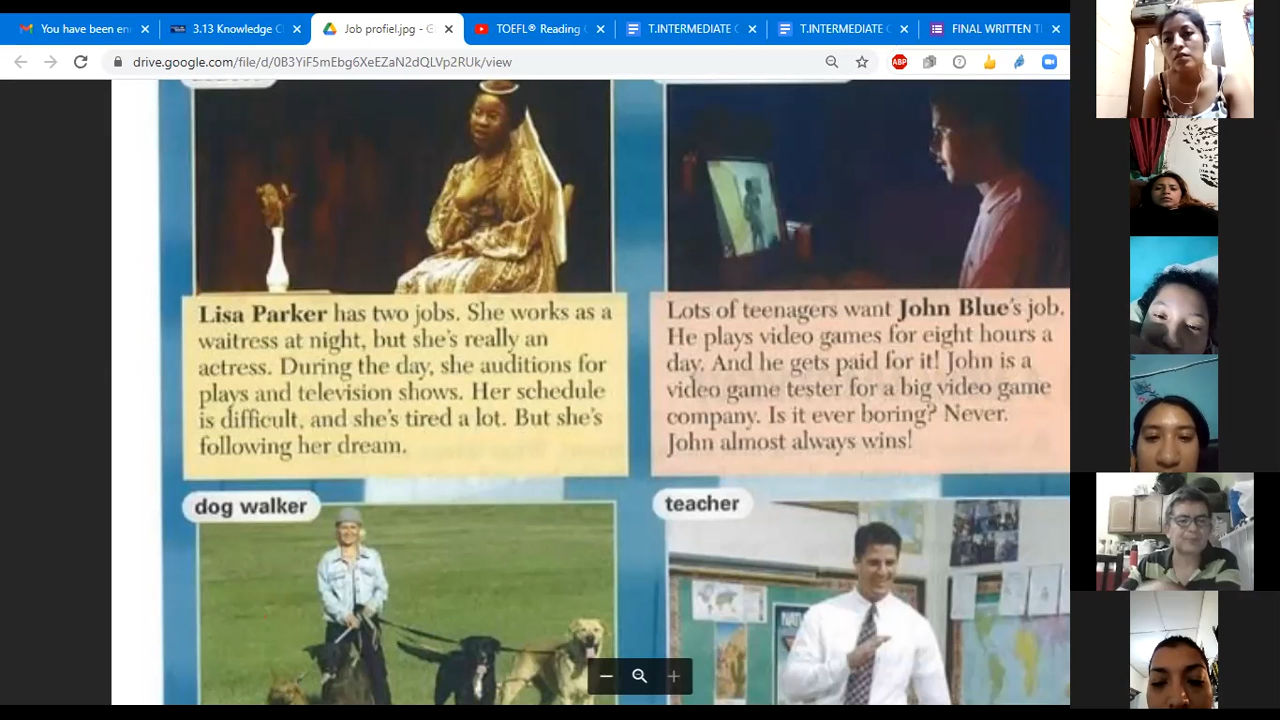 You have been en
3.13 Knowledge C
Job profiel.jpg - G
TOEFL® Reading
T.INTERMEDIATE
T.INTERMEDIATE
FINAL WRITTEN T
drive.google.com/file/d/0B3YiF5mEbgbXeEZaN2dQLVp2RUk/view
ABP
Lisa Parker has two jobs. She works as a
waitress at night, but she's really an
actress. During the day, she auditions for
plays and television shows. Her schedule
is difficult, and she's tired a lot. But she's
following her dream.
Lots of teenagers want John Blue's job.
He plays video games for eight hours a
day. And he gets paid for it! John is a
video game tester for a big video game
company. Is it ever boring? Never.
John almost always wins!
dog walker
teacher